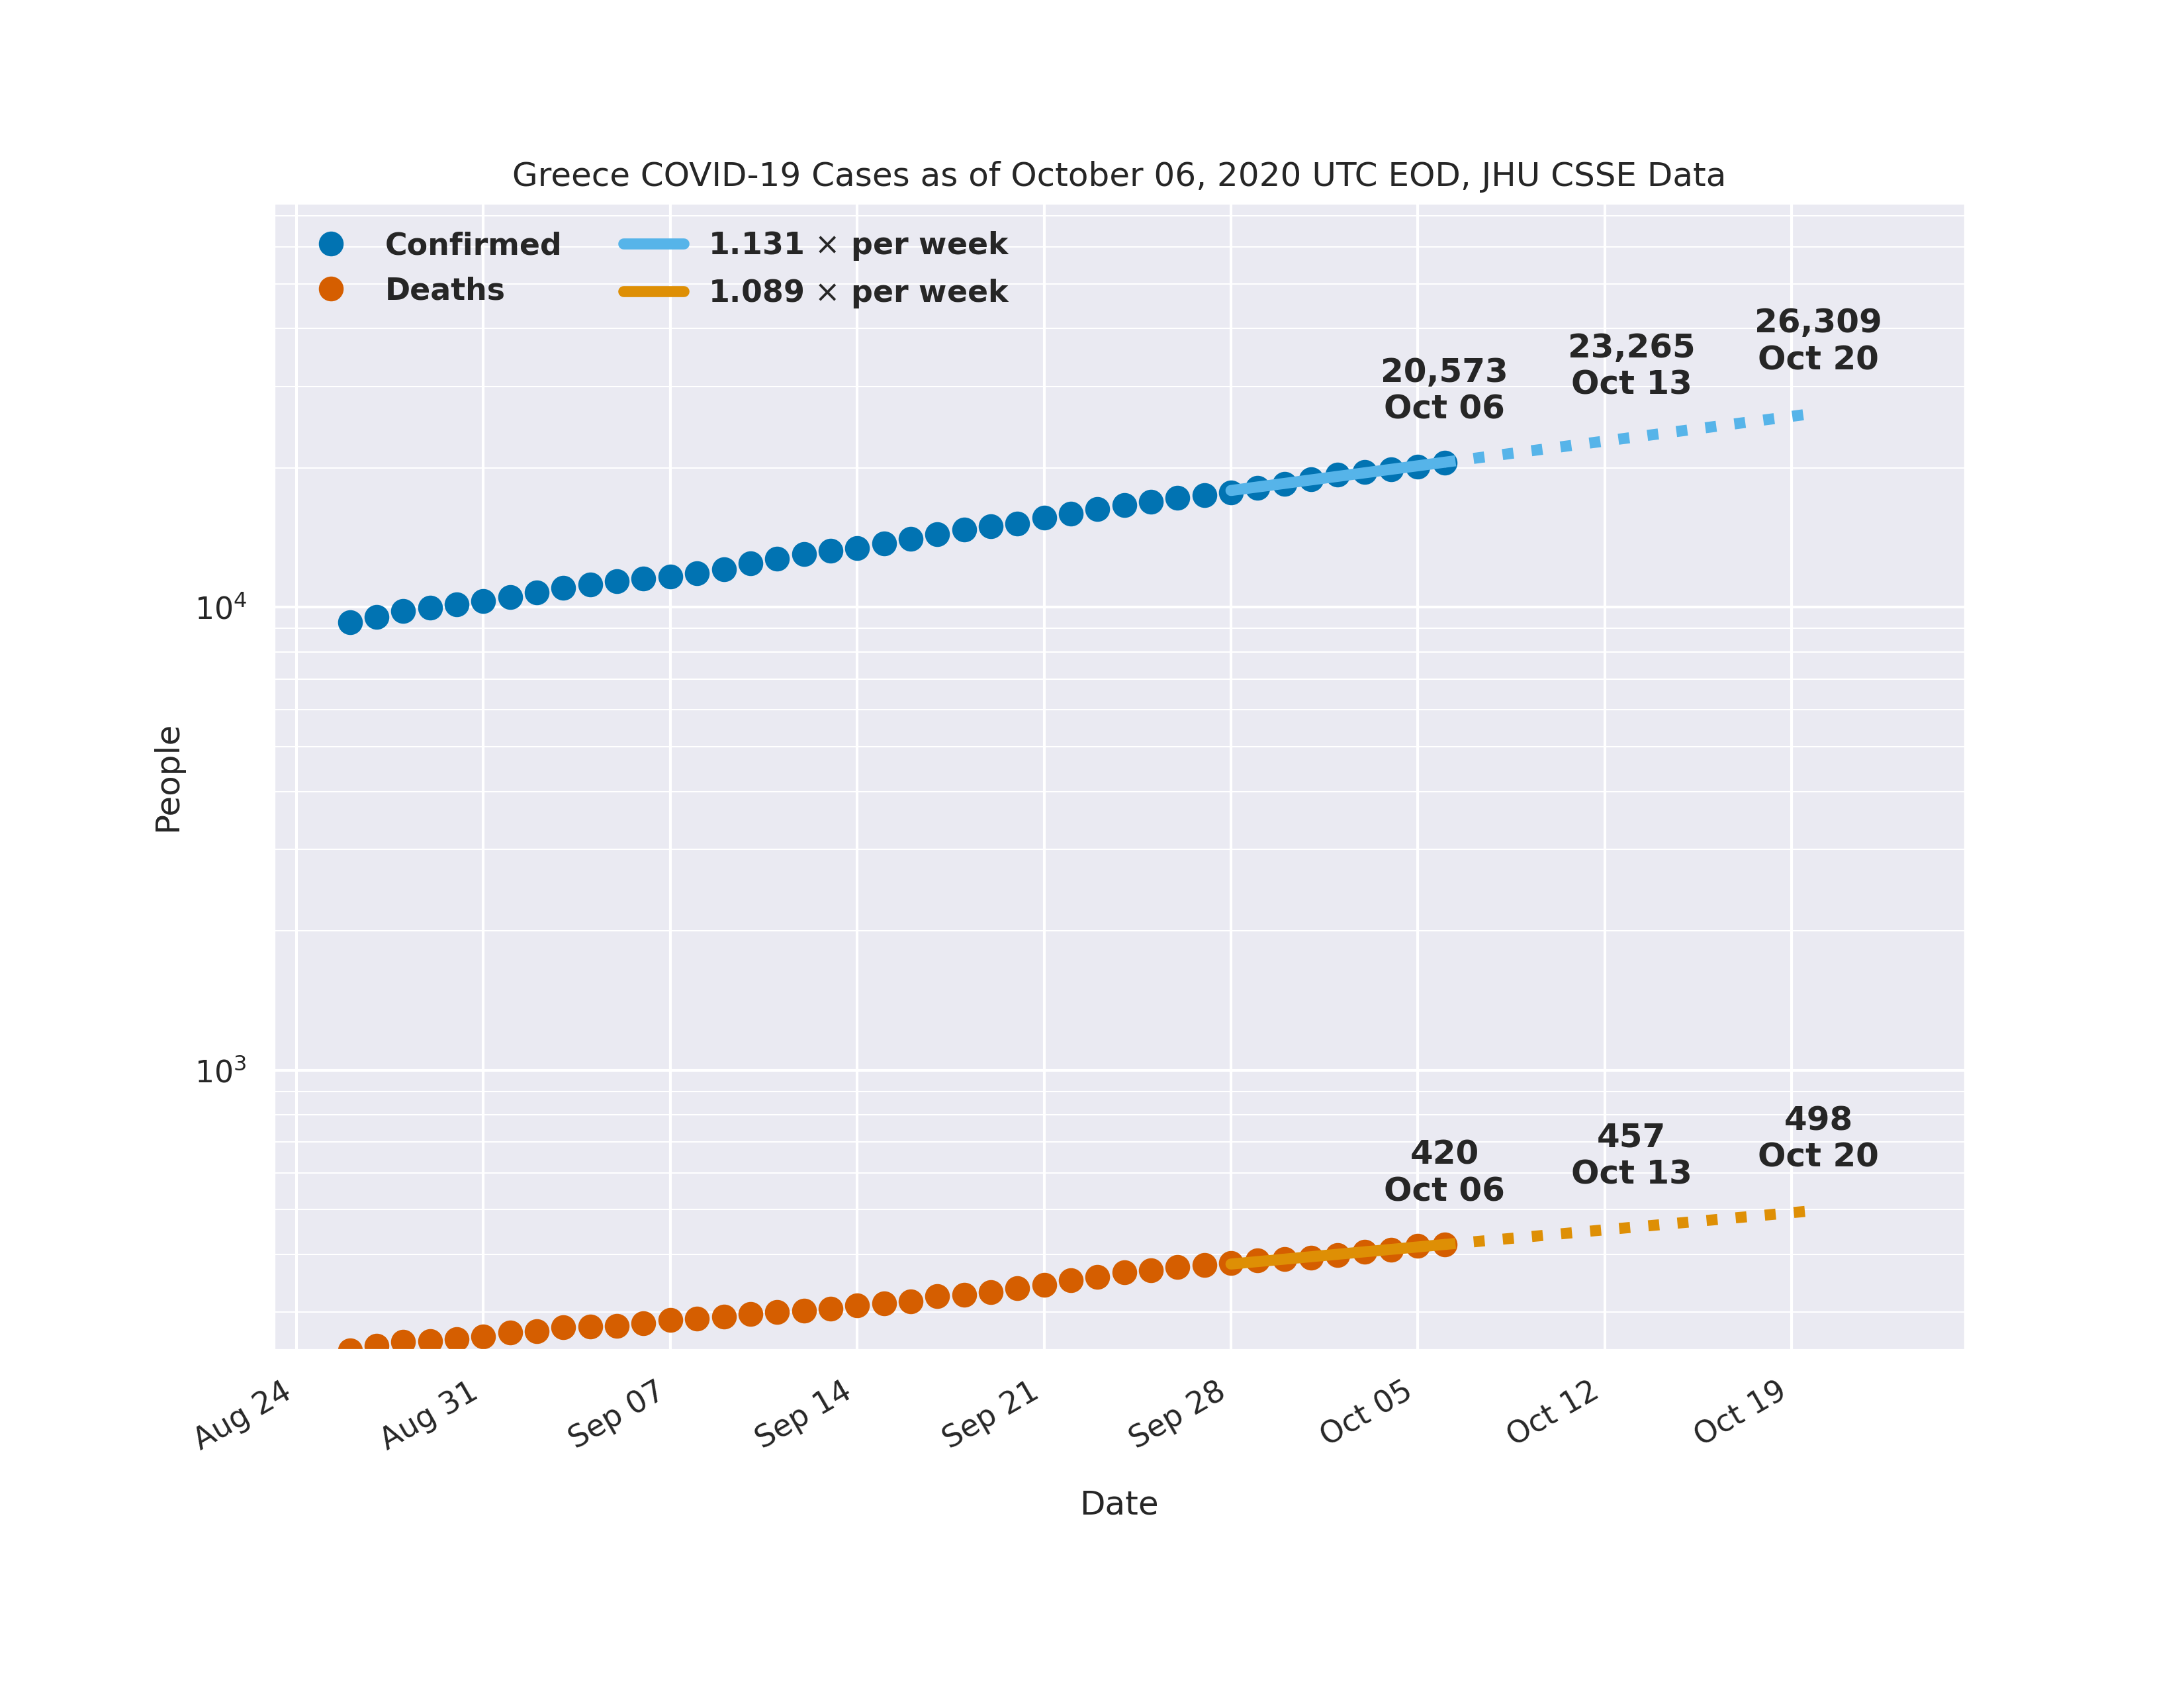 Greece COVID-19 Cases as of October 06, 2020 UTC EOD, JHU CSSE Data
Confirmed
Deaths
1.131 × per week
1.089 × per week
26,309
Oct 20
23,265
Oct 13
20,573
Oct 06
10⁴
People
10³
498
Oct 20
457
Oct 13
420
Oct 06
Aug 24
Aug 31
Sep 07
Sep 14
Sep 21
Sep 28
Oct 05
Oct 12
Oct 19
Date